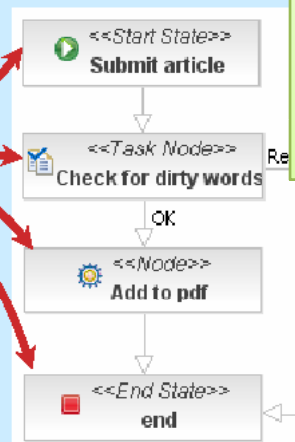 <<Start State>>
Submit article
<<Task Node>>
Check for dirty words
Re
OK
<<Node>>
Add to pdf
<<End State>>
end